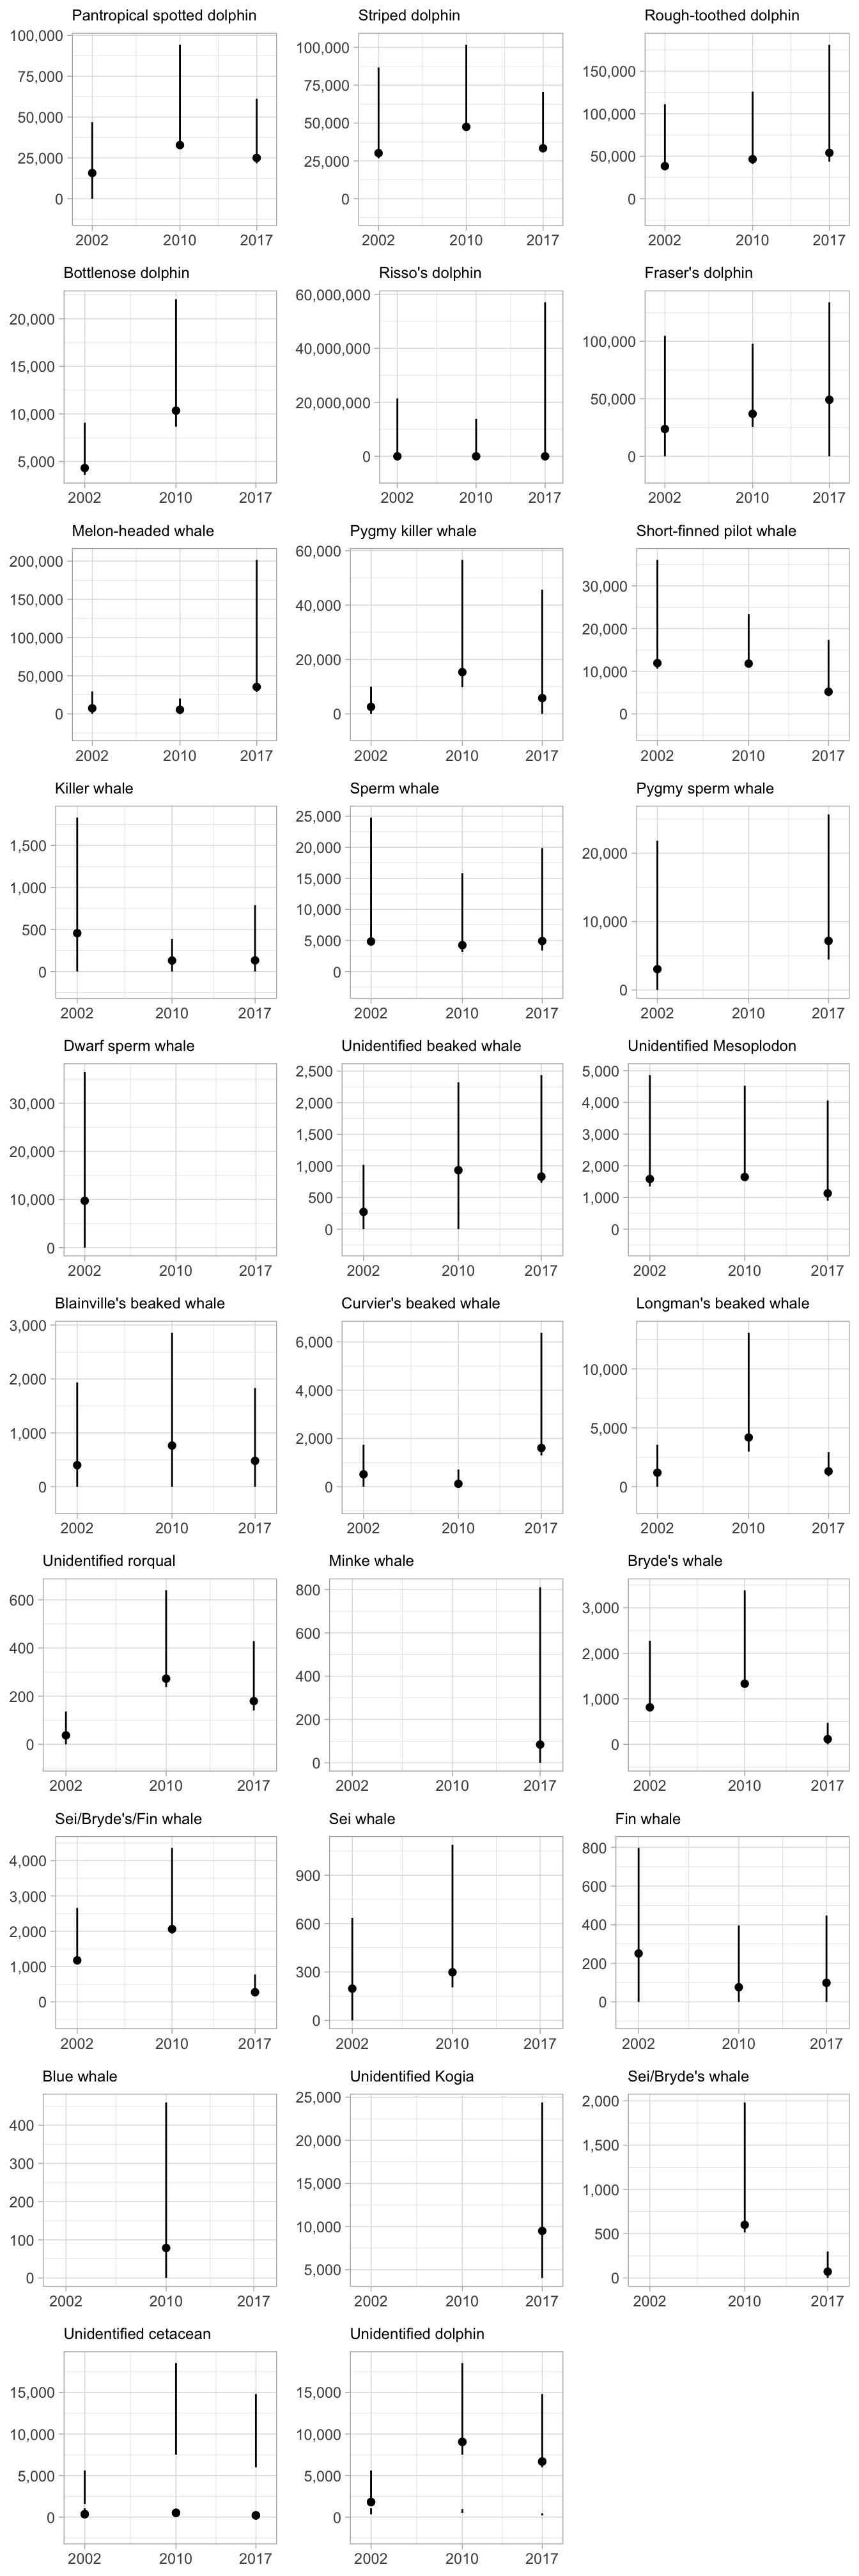 Pantropical spotted dolphin
100,000
75,000
50,000
25,000
0
2002 2010 2017
Striped dolphin
100,000
75,000
50,000
25,000
0
2002 2010 2017
Rough-toothed dolphin
150,000
100,000
50,000
0
2002 2010 2017
Bottlenose dolphin
20,000
15,000
10,000
5,000
2002 2010 2017
Risso's dolphin
60,000,000
40,000,000
20,000,000
0
2002 2010 2017
Fraser's dolphin
100,000
50,000
0
2002 2010 2017
Melon-headed whale
200,000
150,000
100,000
50,000
0
2002 2010 2017
Pygmy killer whale
60,000
40,000
20,000
0
2002 2010 2017
Short-finned pilot whale
30,000
20,000
10,000
0
2002 2010 2017
Killer whale
1,500
1,000
500
0
2002 2010 2017
Sperm whale
25,000
20,000
15,000
10,000
5,000
0
2002 2010 2017
Pygmy sperm whale
20,000
10,000
0
2002 2010 2017
Dwarf sperm whale
30,000
20,000
10,000
0
2002 2010 2017
Unidentified beaked whale
2,500
2,000
1,500
1,000
500
0
2002 2010 2017
Unidentified Mesoplodon
5,000
4,000
3,000
2,000
1,000
0
2002 2010 2017
Blainville's beaked whale
3,000
2,000
1,000
0
2002 2010 2017
Curvier's beaked whale
6,000
4,000
2,000
0
2002 2010 2017
Longman's beaked whale
10,000
5,000
0
2002 2010 2017
Unidentified rorqual
600
400
200
0
2002 2010 2017
Minke whale
800
600
400
200
0
2002 2010 2017
Bryde's whale
3,000
2,000
1,000
0
2002 2010 2017
Sei/Bryde's/Fin whale
4,000
3,000
2,000
1,000
0
2002 2010 2017
Sei whale
900
600
300
0
2002 2010 2017
Fin whale
800
600
400
200
0
2002 2010 2017
Blue whale
400
300
200
100
0
2002 2010 2017
Unidentified Kogia
25,000
20,000
15,000
10,000
5,000
2002 2010 2017
Sei/Bryde's whale
2,000
1,500
1,000
500
0
2002 2010 2017
Unidentified cetacean
15,000
10,000
5,000
0
2002 2010 2017
Unidentified dolphin
15,000
10,000
5,000
0
2002 2010 2017